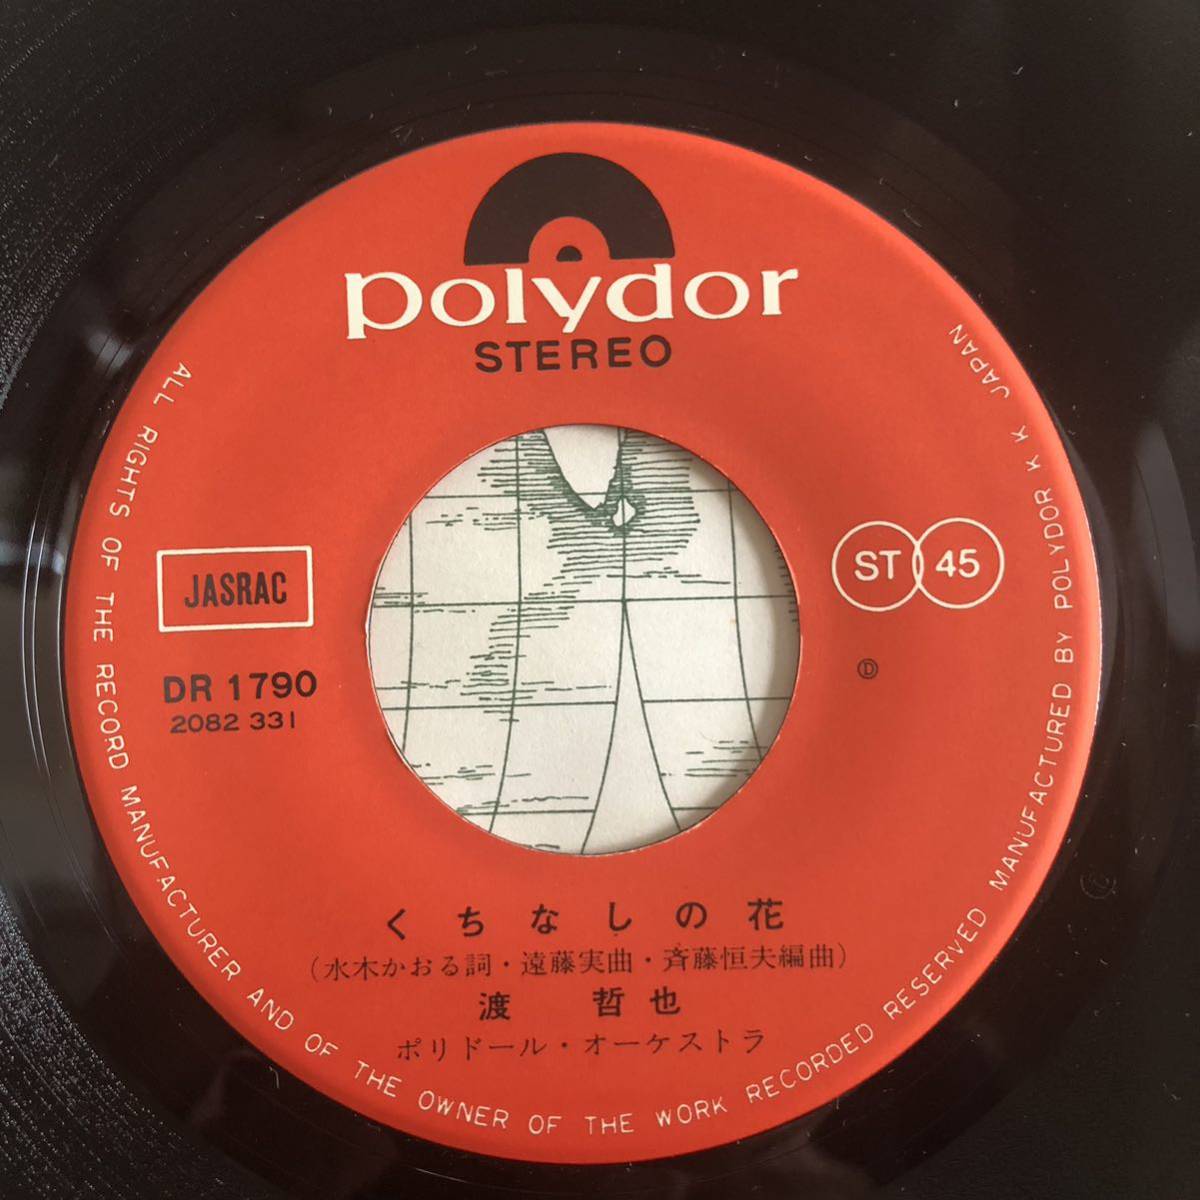 polydor
STEREO
JASRAC
DR 1790
2082 331
ST 45
Ⓓ
くちなしの花
(水木かおる詞・遠藤実曲・斉藤恒夫編曲)
渡 哲也
ポリドール・オーケストラ
ALL RIGHTS OF THE RECORD MANUFACTURER AND OF THE OWNER OF THE WORK RECORDED RESERVED MANUFACTURED BY POLYDOR K K JAPAN